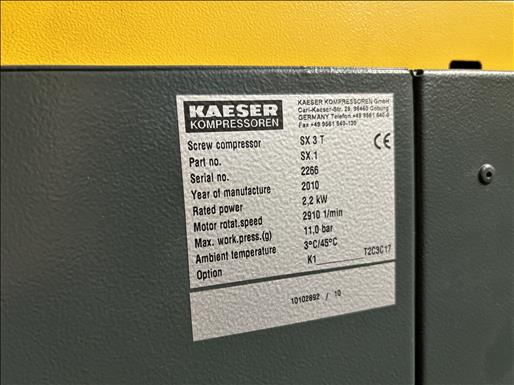 KAESER
KOMPRESSOREN
KAESER KOMPRESSOREN GmbH
Carl-Kaeser-Str. 26, 96450 Coburg
GERMANY Telefon +49 9561 640-0
Fax +49 9561 640-130
CE
Screw compressor SX 3 T
Part no. SX.1
Serial no. 2266
Year of manufacture 2010
Rated power 2,2 kW
Motor rotat.speed 2910 1/min
Max. work.press.(g) 11,0 bar
Ambient temperature 3°C/45°C
Option K1 T2C3C17
10102892 / 10